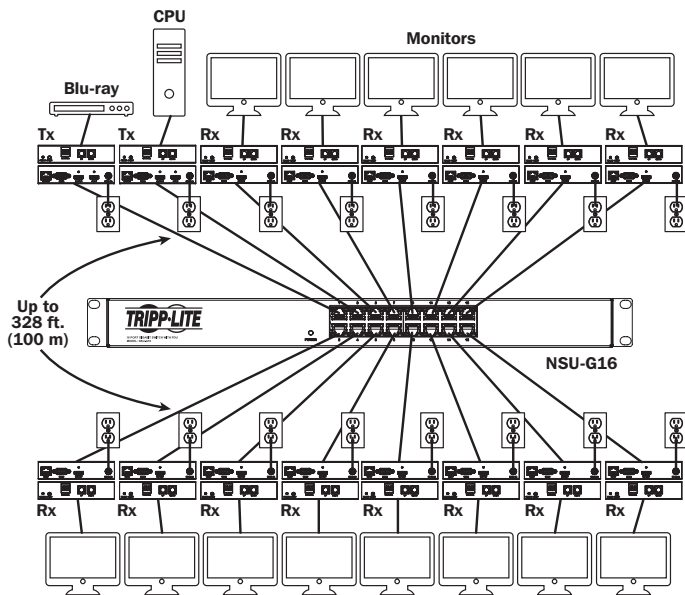 CPU
Monitors
Blu-ray
Tx Tx Rx Rx Rx Rx Rx Rx
Up to
328 ft.
(100 m)
TRIPP·LITE
POWER
NSU-G16
Rx Rx Rx Rx Rx Rx Rx Rx